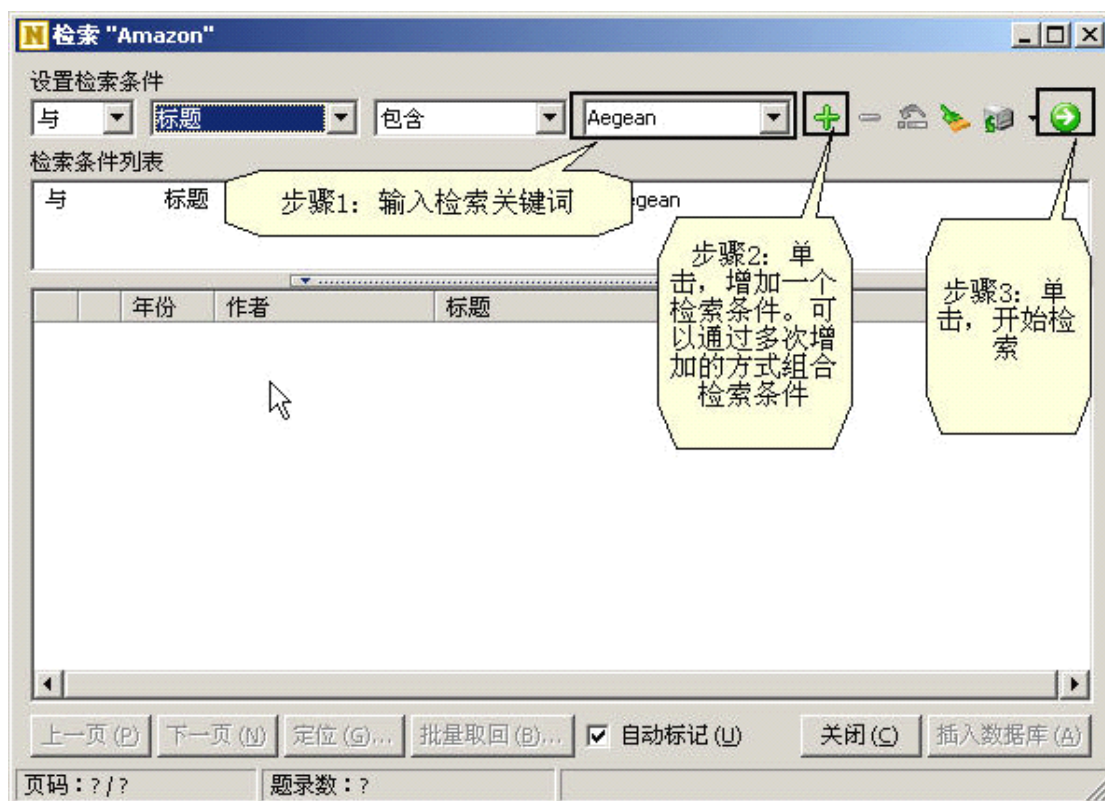 检索 "Amazon"
设置检索条件
与 标题 包含 Aegean
检索条件列表
与 标题 gean
步骤1: 输入检索关键词
步骤2: 单
击, 增加一个
检索条件。可
以通过多次增
加的方式组合
检索条件
步骤3: 单
击, 开始检
索
年份 作者 标题
上一页(P) 下一页(N) 定位(G)... 批量取回(B)... 自动标记(U) 关闭(C) 插入数据库(A)
页码：?/? 题录数：?